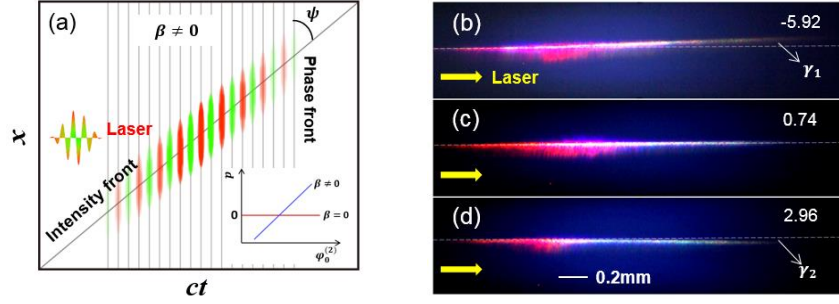 (a)
β ≠ 0
ψ
Phase front
Laser
Intensity front
x
ct
p
β ≠ 0
0
β = 0
φ₀⁽²⁾
(b)
-5.92
Laser
γ₁
(c)
0.74
(d)
2.96
0.2mm
γ₂